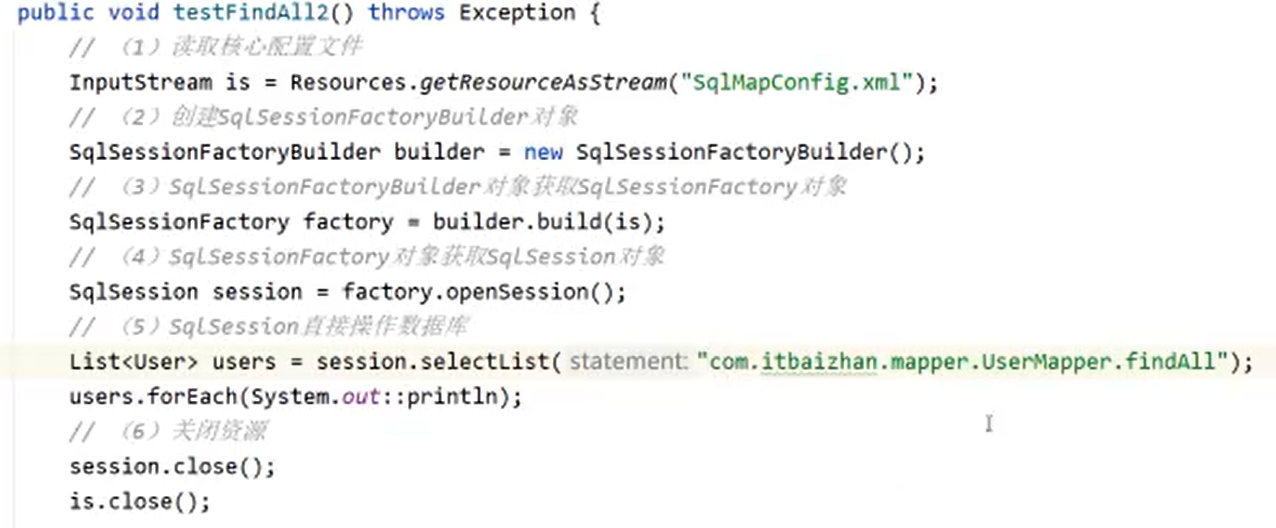 public void testFindAll2() throws Exception {
// （1）读取核心配置文件
InputStream is = Resources.getResourceAsStream("SqlMapConfig.xml");
// （2）创建SqlSessionFactoryBuilder对象
SqlSessionFactoryBuilder builder = new SqlSessionFactoryBuilder();
// （3）SqlSessionFactoryBuilder对象获取SqlSessionFactory对象
SqlSessionFactory factory = builder.build(is);
// （4）SqlSessionFactory对象获取SqlSession对象
SqlSession session = factory.openSession();
// （5）SqlSession直接操作数据库
List<User> users = session.selectList( statement: "com.itbaizhan.mapper.UserMapper.findAll");
users.forEach(System.out::println);
// （6）关闭资源
session.close();
is.close();